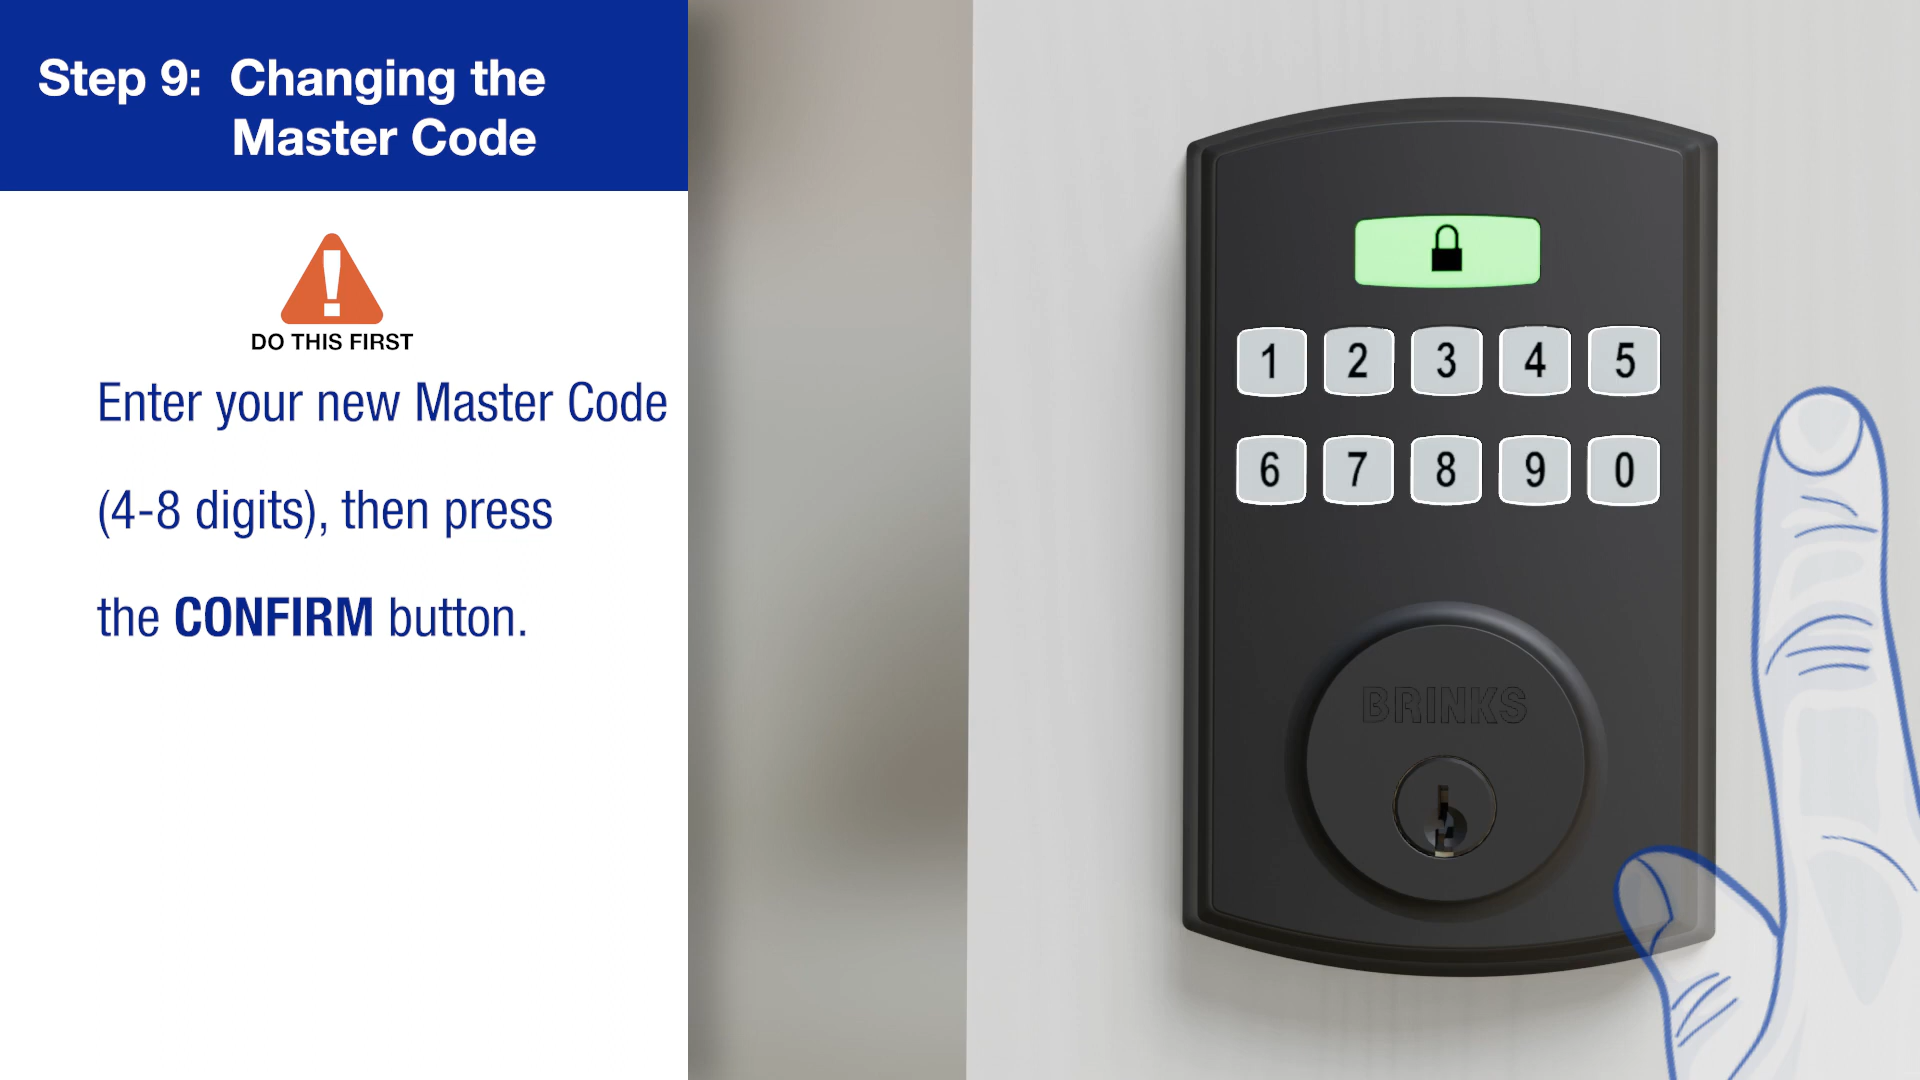 Step 9: Changing the
Master Code
!
DO THIS FIRST
Enter your new Master Code
(4-8 digits), then press
the CONFIRM button.
1 2 3 4 5
6 7 8 9 0
BRINKS